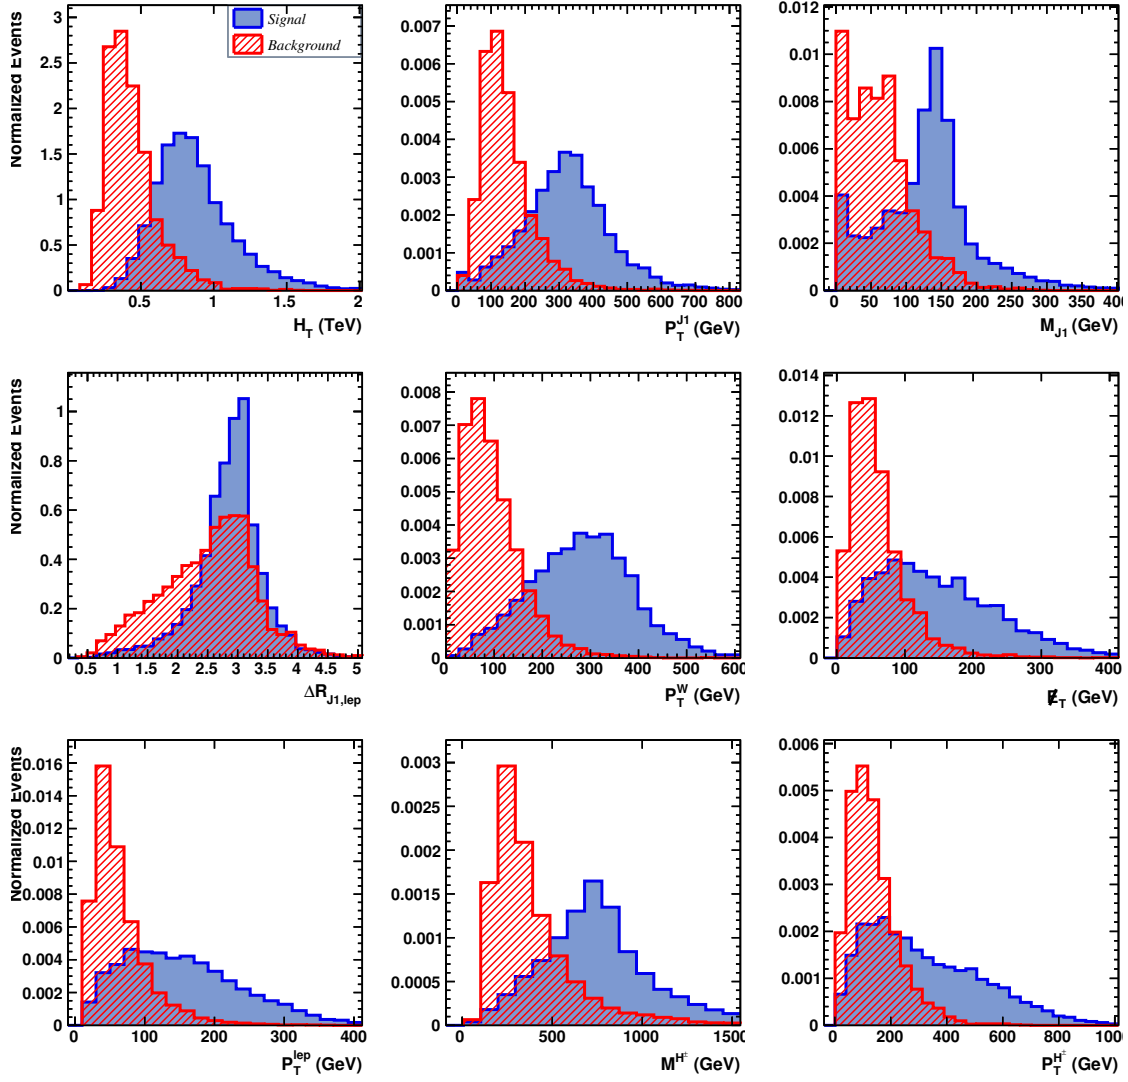 Normalized Events
3
2.5
2
1.5
1
0.5
0
0.5 1 1.5 2
H_T (TeV)
Signal
Background
0.007
0.006
0.005
0.004
0.003
0.002
0.001
0
0 100 200 300 400 500 600 700 800
P_T^J1 (GeV)
0.012
0.01
0.008
0.006
0.004
0.002
0
0 50 100 150 200 250 300 350 400
M_J1 (GeV)
Normalized Events
1
0.8
0.6
0.4
0.2
0
0.5 1 1.5 2 2.5 3 3.5 4 4.5 5
ΔR_J1,lep
0.008
0.007
0.006
0.005
0.004
0.003
0.002
0.001
0
0 100 200 300 400 500 600
P_T^W (GeV)
0.014
0.012
0.01
0.008
0.006
0.004
0.002
0
0 100 200 300 400
E̸_T (GeV)
Normalized Events
0.016
0.014
0.012
0.01
0.008
0.006
0.004
0.002
0
0 100 200 300 400
P_T^lep (GeV)
0.003
0.0025
0.002
0.0015
0.001
0.0005
0
0 500 1000 1500
M^H± (GeV)
0.006
0.005
0.004
0.003
0.002
0.001
0
0 200 400 600 800 1000
P_T^H± (GeV)